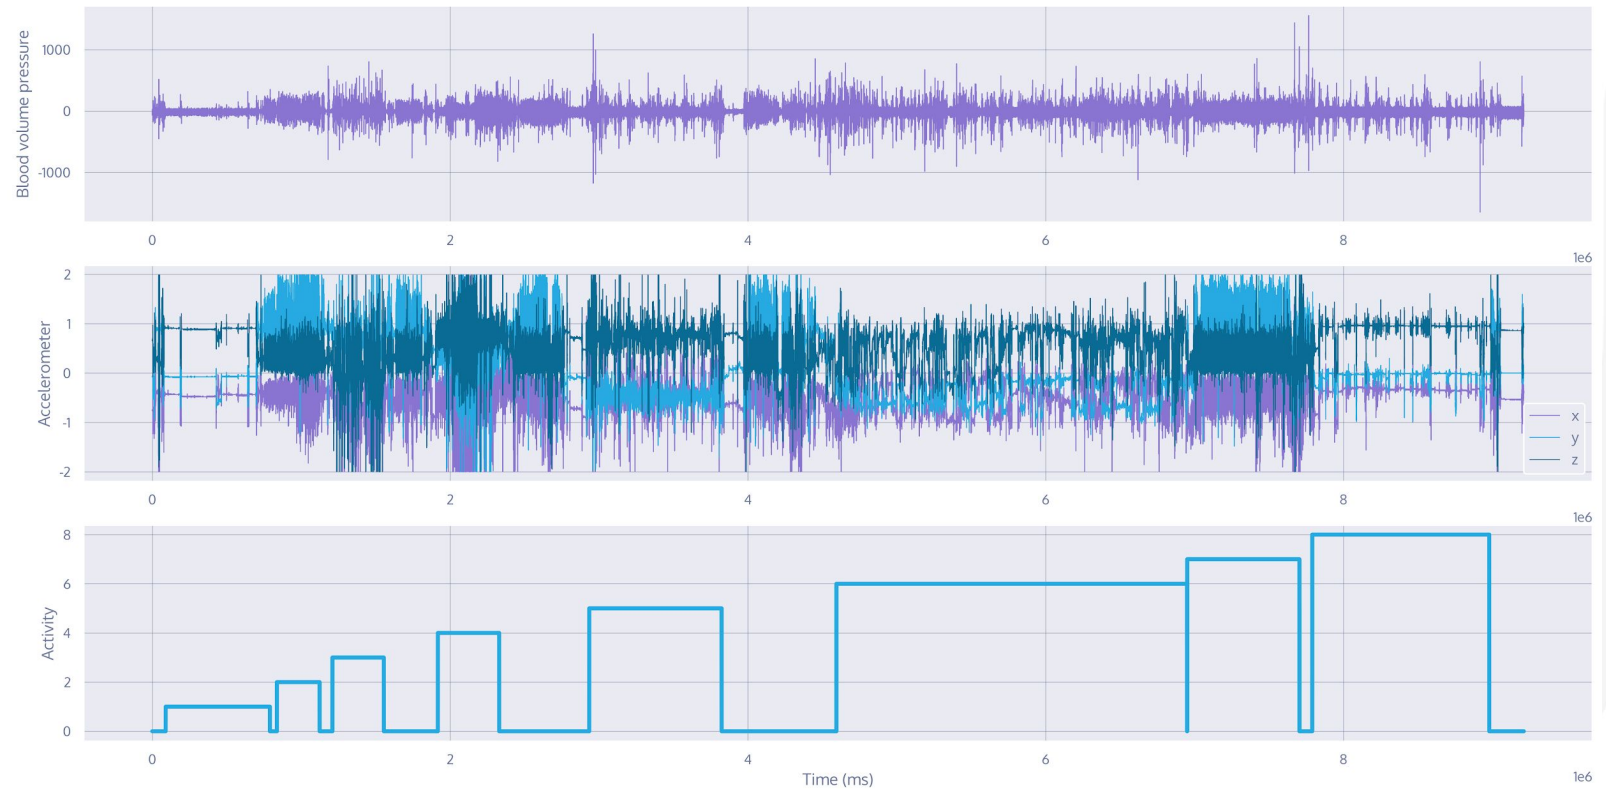 Blood volume pressure
1000
0
-1000
0 2 4 6 8
1e6
Accelerometer
2
1
0
-1
-2
x
y
z
0 2 4 6 8
1e6
Activity
8
6
4
2
0
0 2 4 6 8
Time (ms)
1e6